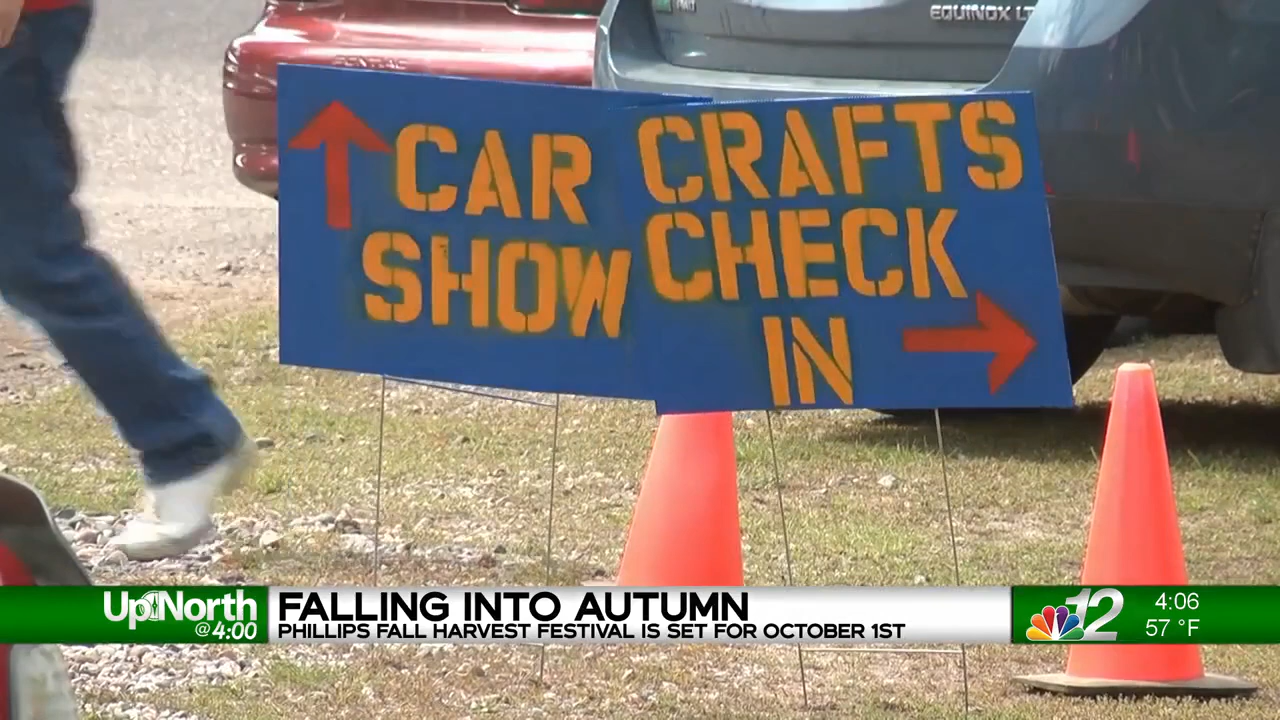 EQUINOX LT
PONTIAC
CAR
SHOW
CRAFTS
CHECK
IN
UpNorth
@4:00
FALLING INTO AUTUMN
PHILLIPS FALL HARVEST FESTIVAL IS SET FOR OCTOBER 1ST
12
4:06
57 °F